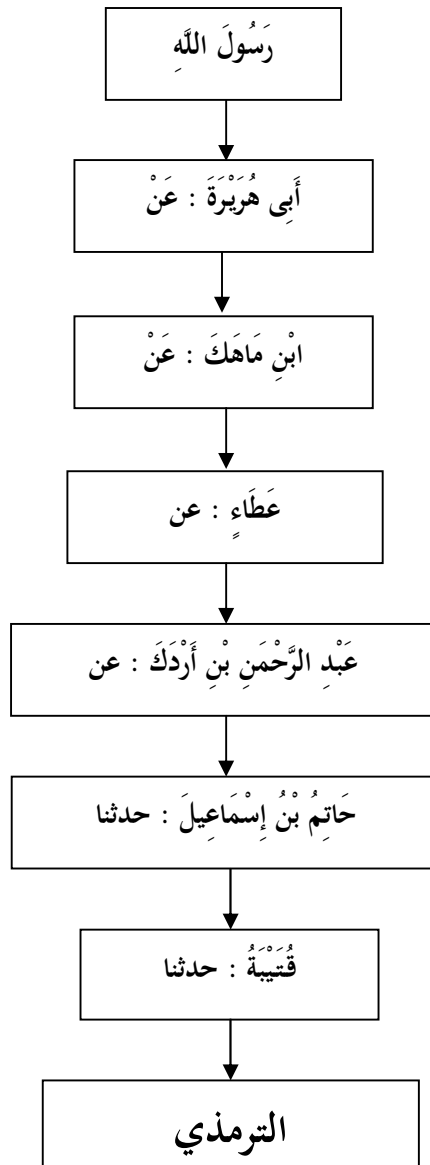 رَسُولَ اللَّهِ
أَبِى هُرَيْرَةَ : عَنْ
ابْنِ مَاهَكَ : عَنْ
عَطَاءٍ : عن
عَبْدِ الرَّحْمَنِ بْنِ أَرْدَكَ : عن
حَاتِمُ بْنُ إِسْمَاعِيلَ : حدثنا
قُتَيْبَةُ : حدثنا
الترمذي